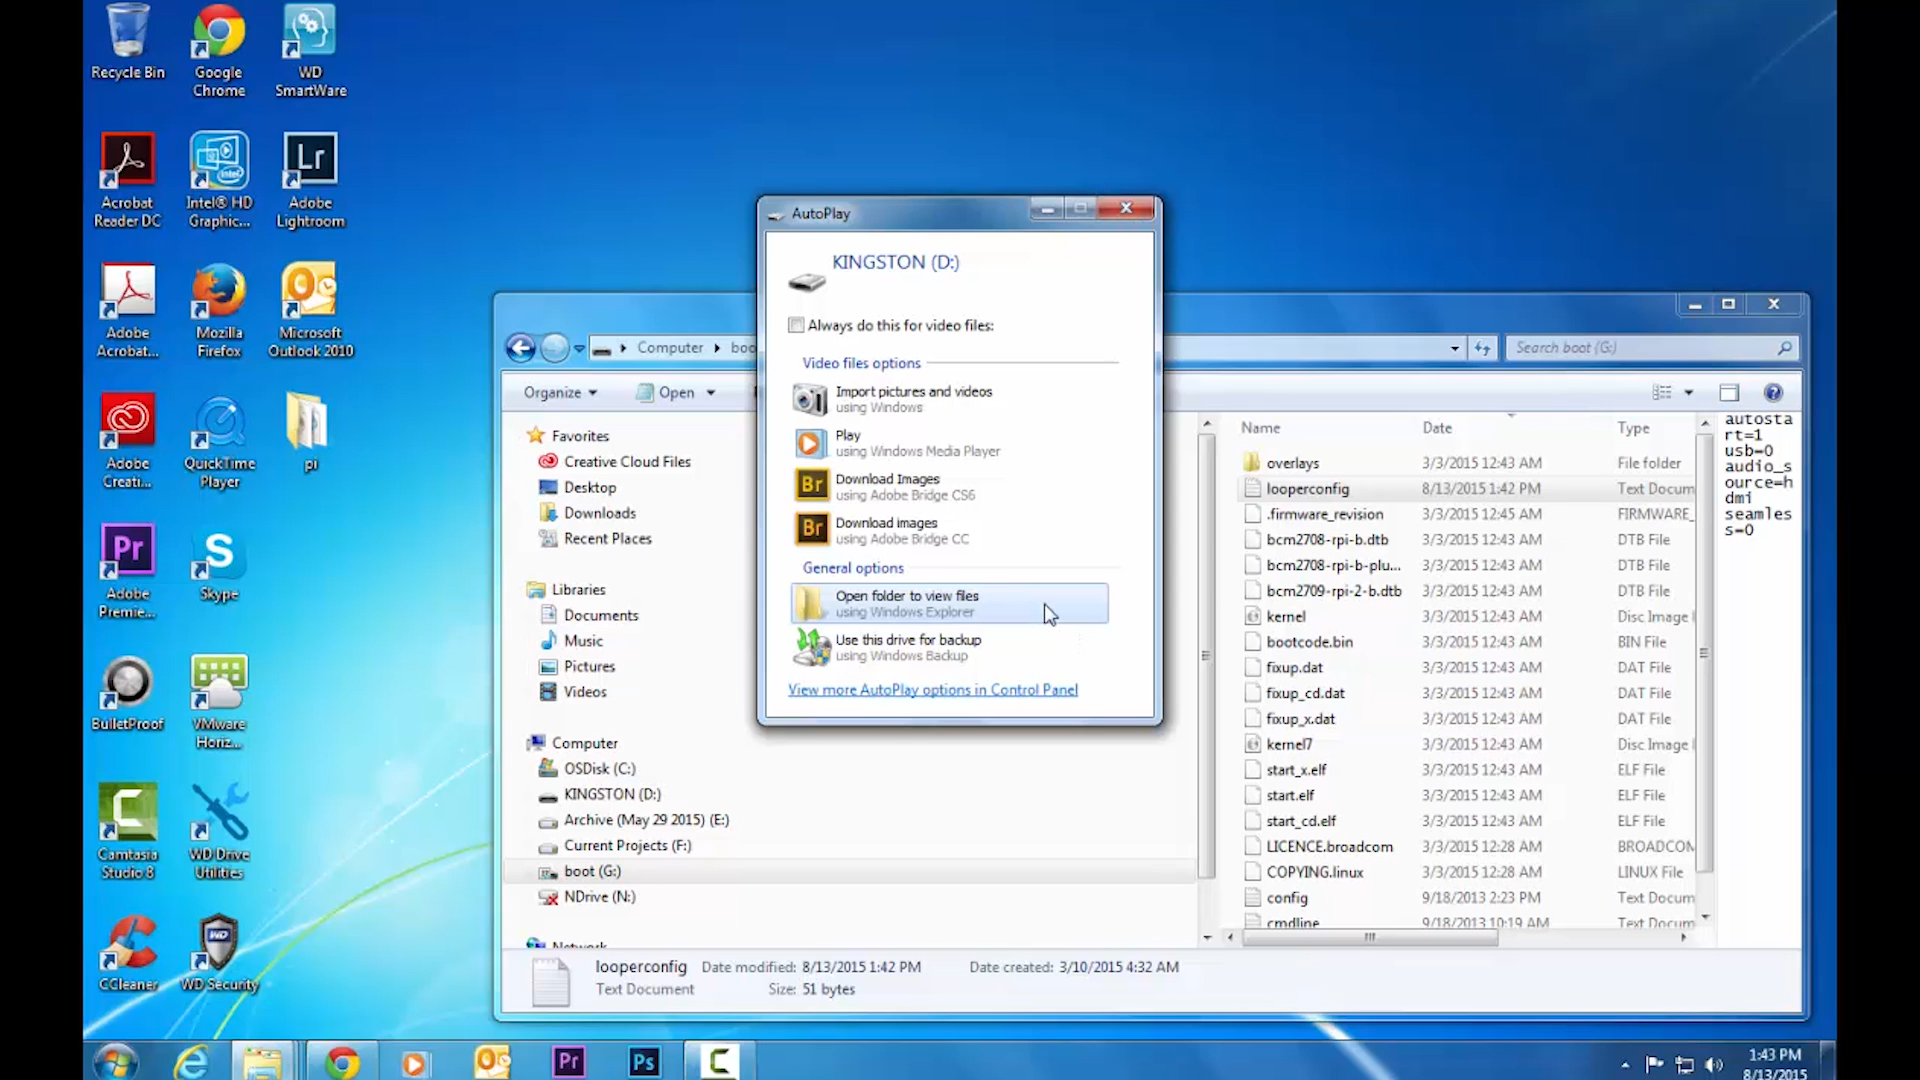 Recycle Bin
Google
Chrome
WD
SmartWare
Acrobat
Reader DC
Intel® HD
Graphic...
Lr
Adobe
Lightroom
Adobe
Acrobat...
Mozilla
Firefox
Microsoft
Outlook 2010
Adobe
Creati...
QuickTime
Player
pi
Pr
Adobe
Premie...
Skype
BulletProof
VMware
Horiz...
Camtasia
Studio 8
WD Drive
Utilities
CCleaner
WD Security
AutoPlay
KINGSTON (D:)
Always do this for video files:
Video files options
Import pictures and videos
using Windows
Play
using Windows Media Player
Br
Download Images
using Adobe Bridge CS6
Br
Download images
using Adobe Bridge CC
General options
Open folder to view files
using Windows Explorer
Use this drive for backup
using Windows Backup
View more AutoPlay options in Control Panel
Computer
boo
Search boot (G:)
Organize
Open
Favorites
Creative Cloud Files
Desktop
Downloads
Recent Places
Libraries
Documents
Music
Pictures
Videos
Computer
OSDisk (C:)
KINGSTON (D:)
Archive (May 29 2015) (E:)
Current Projects (F:)
boot (G:)
NDrive (N:)
Network
Name Date Type
overlays 3/3/2015 12:43 AM File folder
looperconfig 8/13/2015 1:42 PM Text Docum
.firmware_revision 3/3/2015 12:45 AM FIRMWARE_
bcm2708-rpi-b.dtb 3/3/2015 12:43 AM DTB File
bcm2708-rpi-b-plu... 3/3/2015 12:43 AM DTB File
bcm2709-rpi-2-b.dtb 3/3/2015 12:43 AM DTB File
kernel 3/3/2015 12:43 AM Disc Image
bootcode.bin 3/3/2015 12:43 AM BIN File
fixup.dat 3/3/2015 12:43 AM DAT File
fixup_cd.dat 3/3/2015 12:43 AM DAT File
fixup_x.dat 3/3/2015 12:43 AM DAT File
kernel7 3/3/2015 12:43 AM Disc Image
start_x.elf 3/3/2015 12:43 AM ELF File
start.elf 3/3/2015 12:43 AM ELF File
start_cd.elf 3/3/2015 12:43 AM ELF File
LICENCE.broadcom 3/3/2015 12:28 AM BROADCOM
COPYING.linux 3/3/2015 12:28 AM LINUX File
config 9/18/2013 2:23 PM Text Docum
cmdline 9/18/2013 10:19 AM Text Docum
autosta
rt=1
usb=0
audio_s
ource=h
dmi
seamles
s=0
looperconfig Date modified: 8/13/2015 1:42 PM Date created: 3/10/2015 4:32 AM
Text Document Size: 51 bytes
Pr
Ps
1:43 PM
8/13/2015